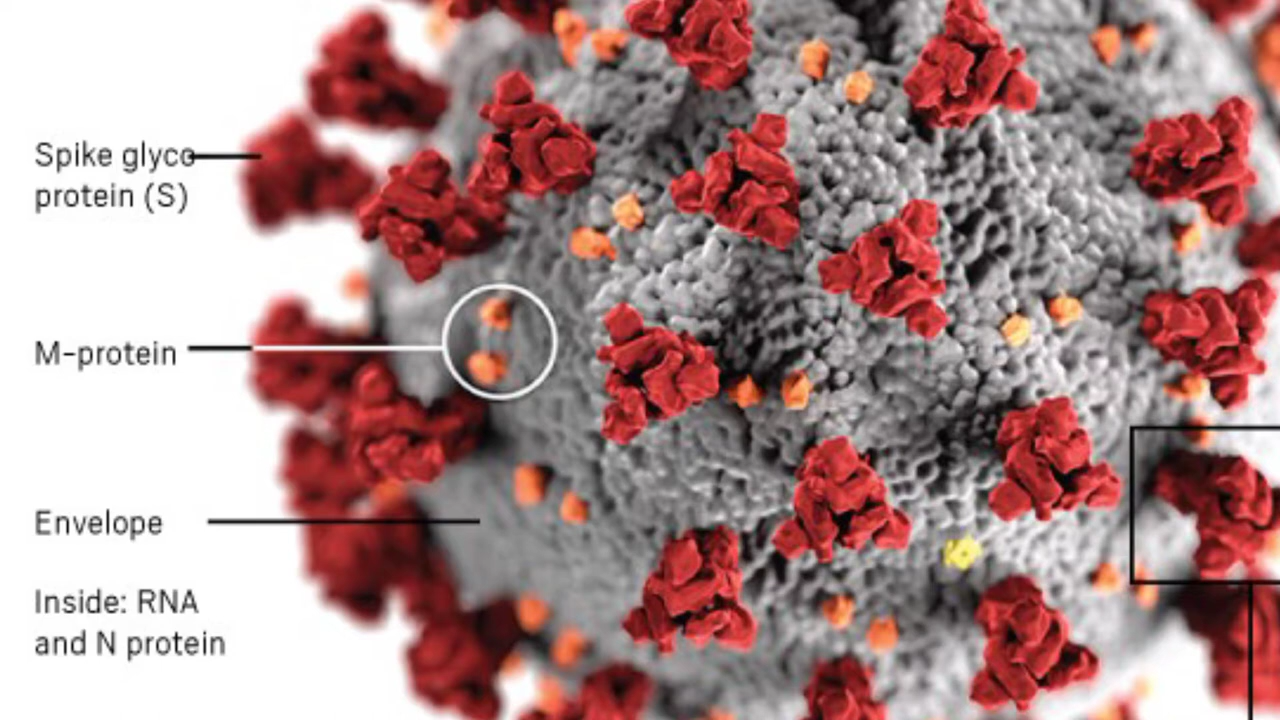 Spike glyco
protein (S)
M-protein
Envelope
Inside: RNA
and N protein